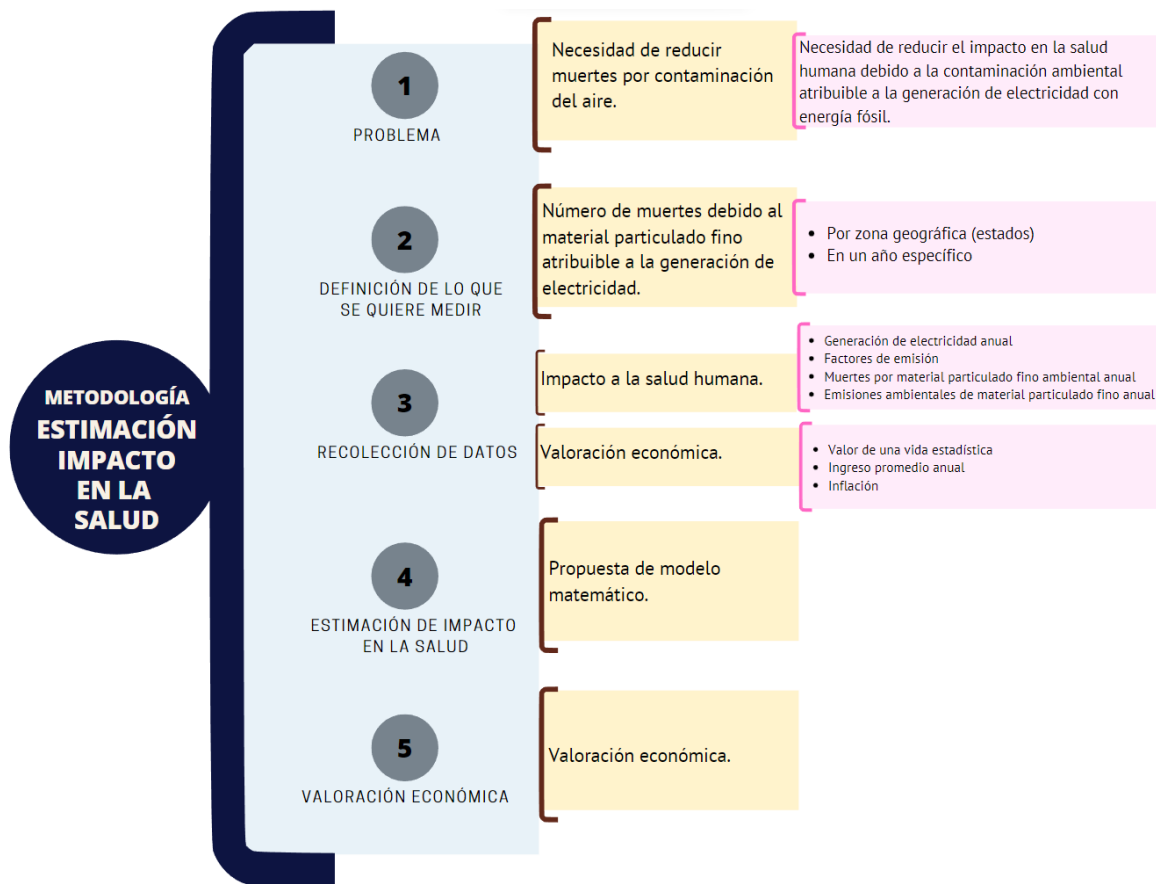 METODOLOGÍA
ESTIMACIÓN
IMPACTO
EN LA
SALUD
1
PROBLEMA
Necesidad de reducir
muertes por contaminación
del aire.
Necesidad de reducir el impacto en la salud
humana debido a la contaminación ambiental
atribuible a la generación de electricidad con
energía fósil.
2
DEFINICIÓN DE LO QUE
SE QUIERE MEDIR
Número de muertes debido al
material particulado fino
atribuible a la generación de
electricidad.
• Por zona geográfica (estados)
• En un año específico
3
RECOLECCIÓN DE DATOS
Impacto a la salud humana.
• Generación de electricidad anual
• Factores de emisión
• Muertes por material particulado fino ambiental anual
• Emisiones ambientales de material particulado fino anual
Valoración económica.
• Valor de una vida estadística
• Ingreso promedio anual
• Inflación
4
ESTIMACIÓN DE IMPACTO
EN LA SALUD
Propuesta de modelo
matemático.
5
VALORACIÓN ECONÓMICA
Valoración económica.